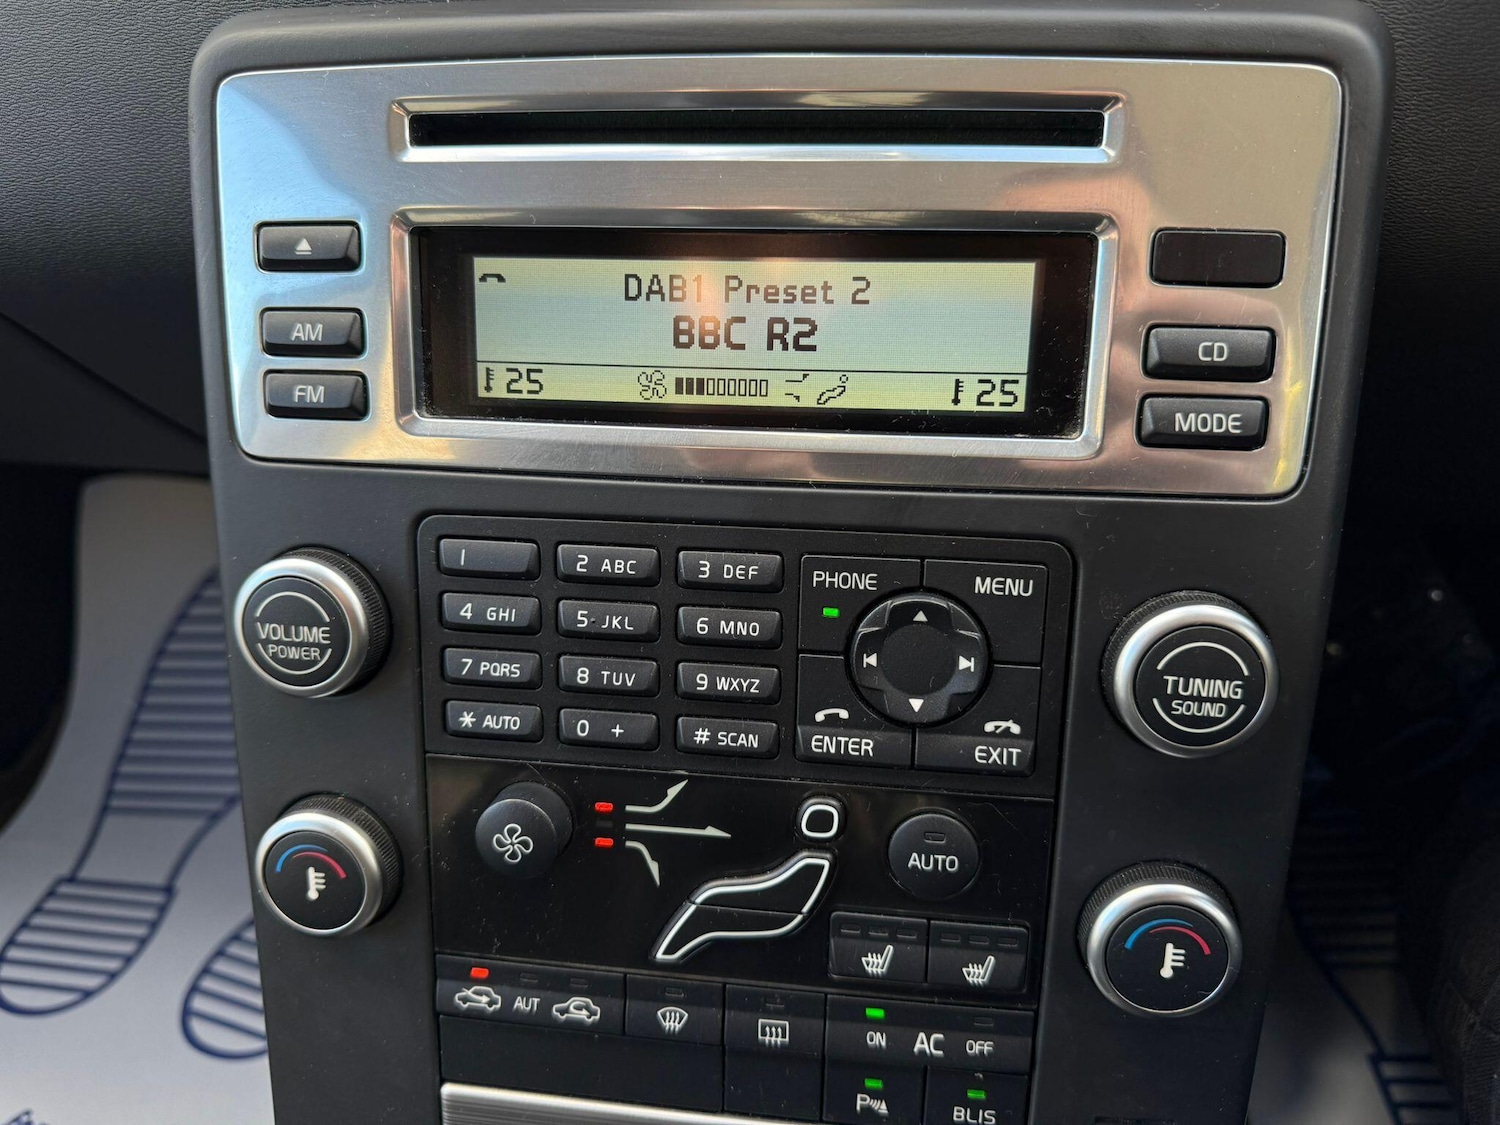 DAB1 Preset 2
BBC R2
25
25
AM
FM
CD
MODE
VOLUME
POWER
1
2 ABC
3 DEF
4 GHI
5 JKL
6 MNO
7 PQRS
8 TUV
9 WXYZ
* AUTO
0 +
# SCAN
PHONE
MENU
ENTER
EXIT
TUNING
SOUND
AUTO
AUT
ON
AC
OFF
P
BLIS